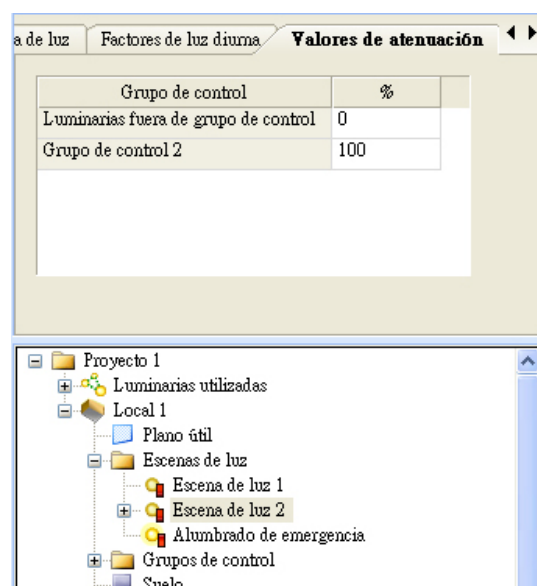 a de luz Factores de luz diurna Valores de atenuación
Grupo de control %
Luminarias fuera de grupo de control 0
Grupo de control 2 100
Proyecto 1
Luminarias utilizadas
Local 1
Plano útil
Escenas de luz
Escena de luz 1
Escena de luz 2
Alumbrado de emergencia
Grupos de control
Suelo